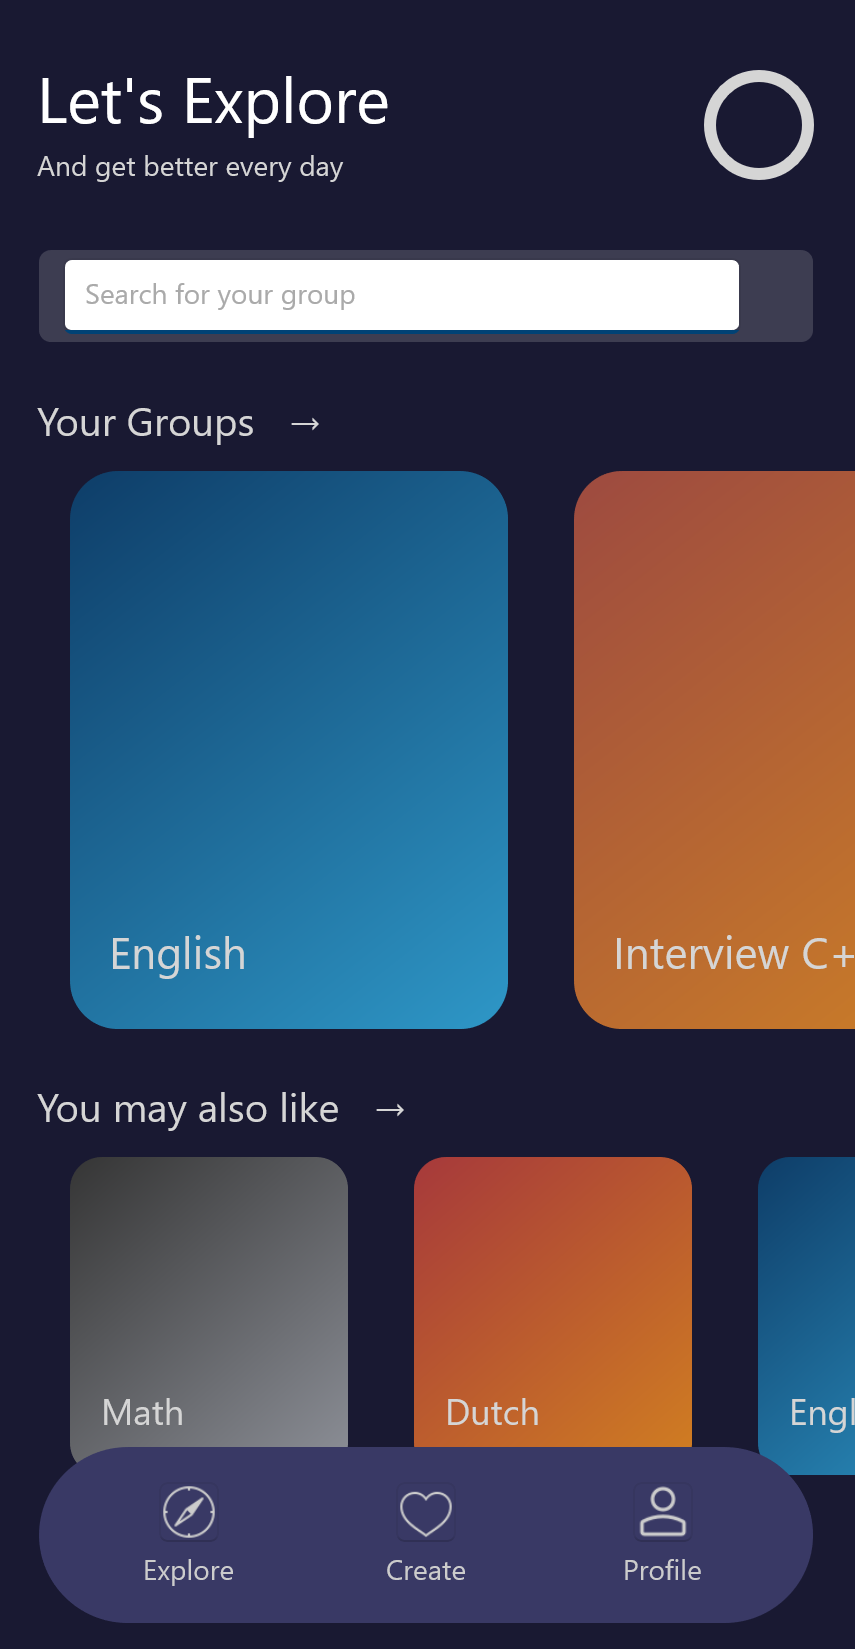 Let's Explore
And get better every day
Search for your group
Your Groups →
English
Interview C+
You may also like →
Math
Dutch
Engl
Explore
Create
Profile